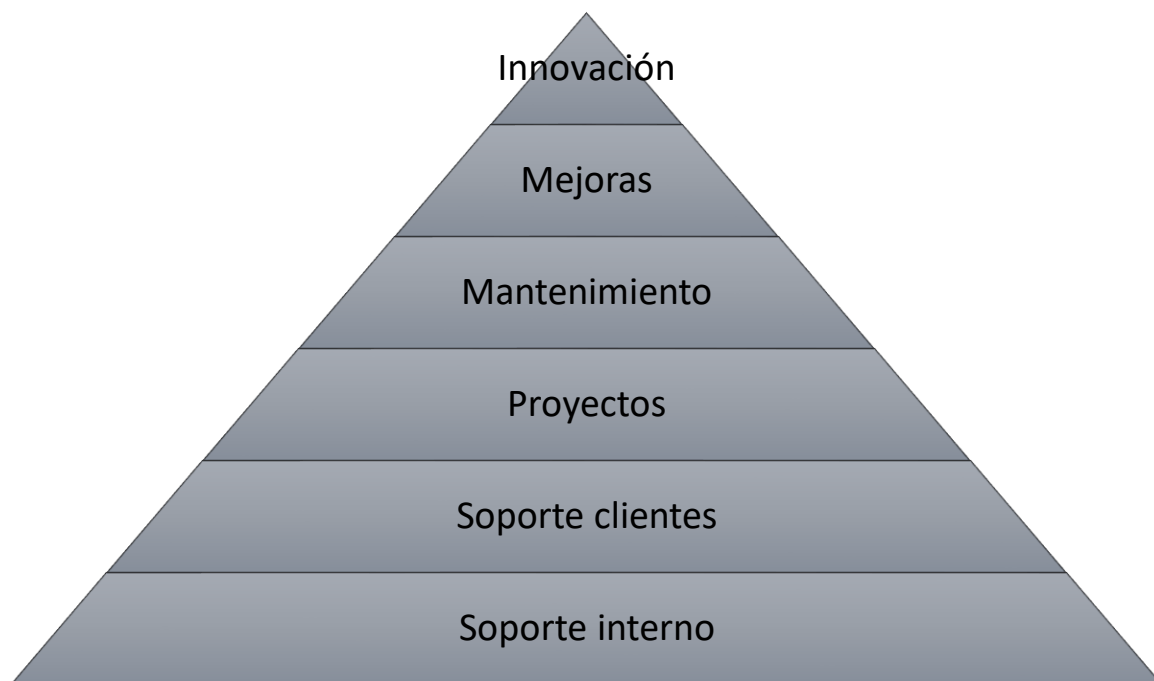 Innovación
Mejoras
Mantenimiento
Proyectos
Soporte clientes
Soporte interno